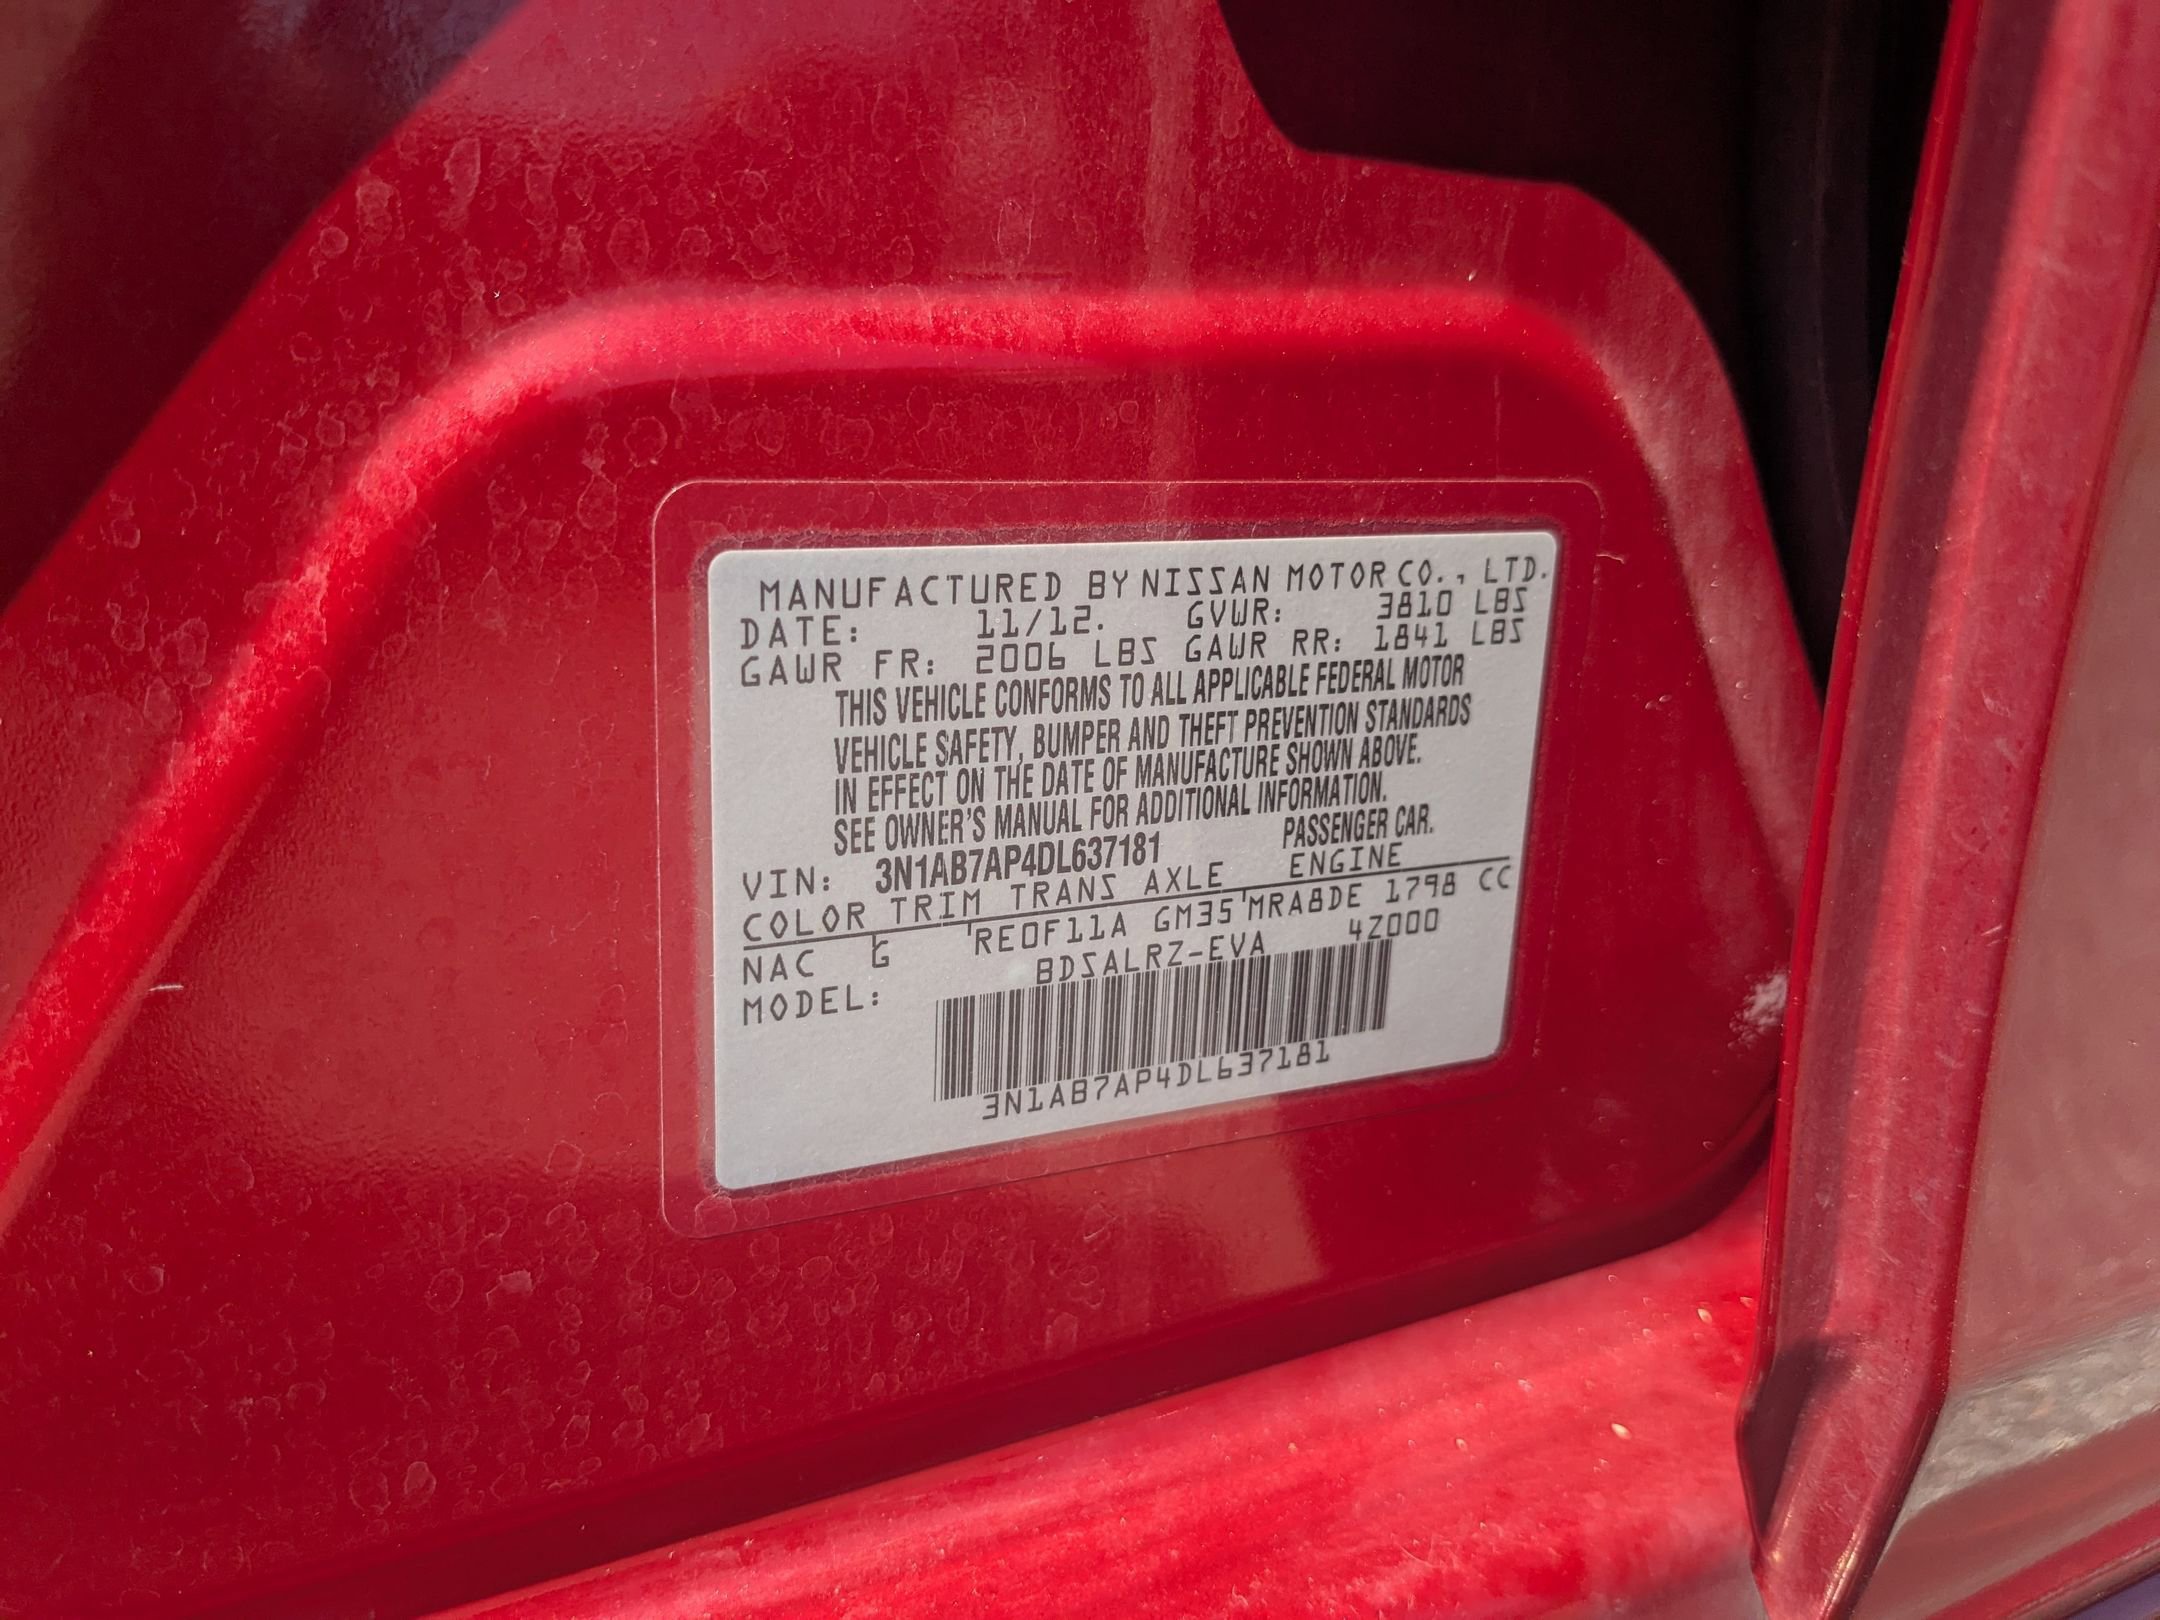 MANUFACTURED BY NISSAN MOTOR CO., LTD.
DATE: 11/12. GVWR: 3810 LBS
GAWR FR: 2006 LBS GAWR RR: 1841 LBS
THIS VEHICLE CONFORMS TO ALL APPLICABLE FEDERAL MOTOR
VEHICLE SAFETY, BUMPER AND THEFT PREVENTION STANDARDS
IN EFFECT ON THE DATE OF MANUFACTURE SHOWN ABOVE.
SEE OWNER'S MANUAL FOR ADDITIONAL INFORMATION.
VIN: 3N1AB7AP4DL637181 PASSENGER CAR.
COLOR TRIM TRANS AXLE ENGINE
NAC G RE0F11A GM35 MRA8DE 1798 CC
MODEL: BDSALRZ-EVA 4Z000
3N1AB7AP4DL637181